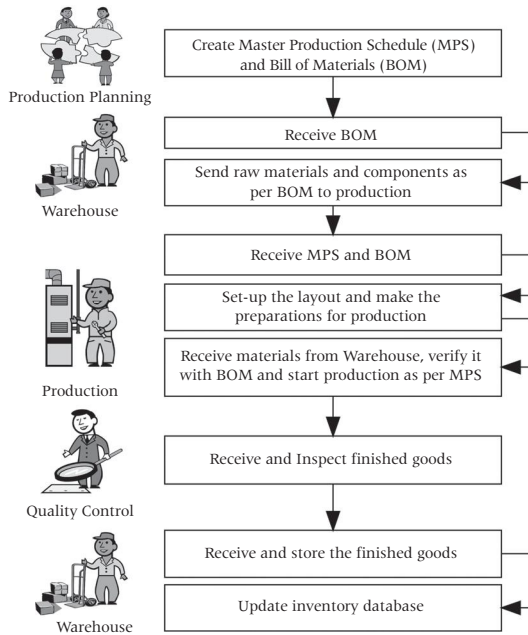 Create Master Production Schedule (MPS)
and Bill of Materials (BOM)
Production Planning
Receive BOM
Send raw materials and components as
per BOM to production
Warehouse
Receive MPS and BOM
Set-up the layout and make the
preparations for production
Receive materials from Warehouse, verify it
with BOM and start production as per MPS
Production
Receive and Inspect finished goods
Quality Control
Receive and store the finished goods
Update inventory database
Warehouse